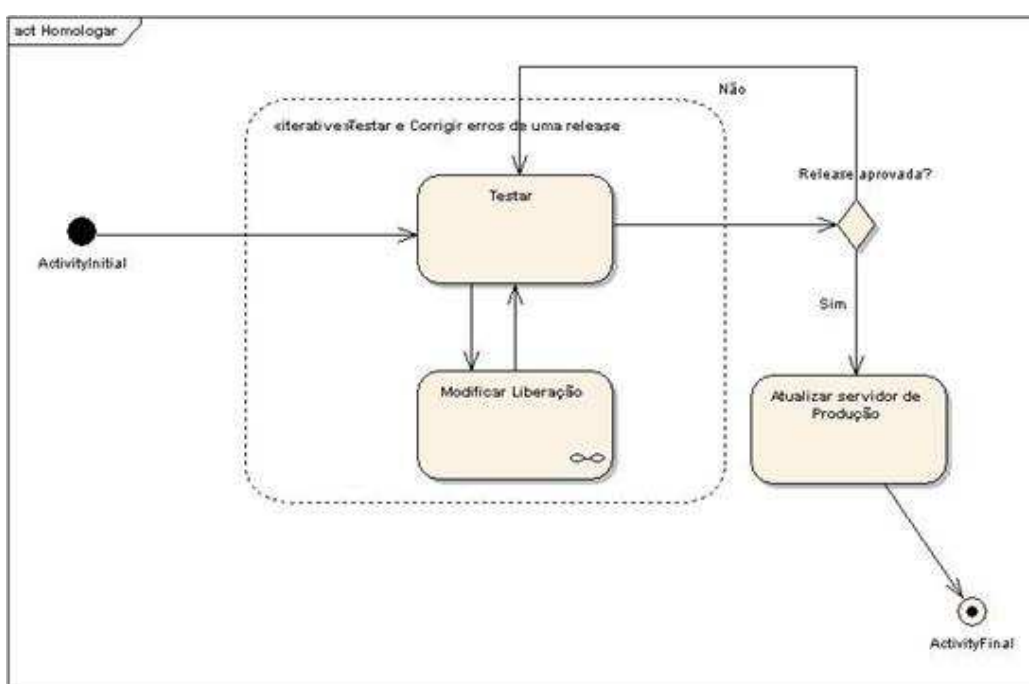 act Homologar
Não
«iterative»Testar e Corrigir erros de uma release
Release aprovada?
Testar
ActivityInitial
Sim
Modificar Liberação
Atualizar servidor de
Produção
ActivityFinal